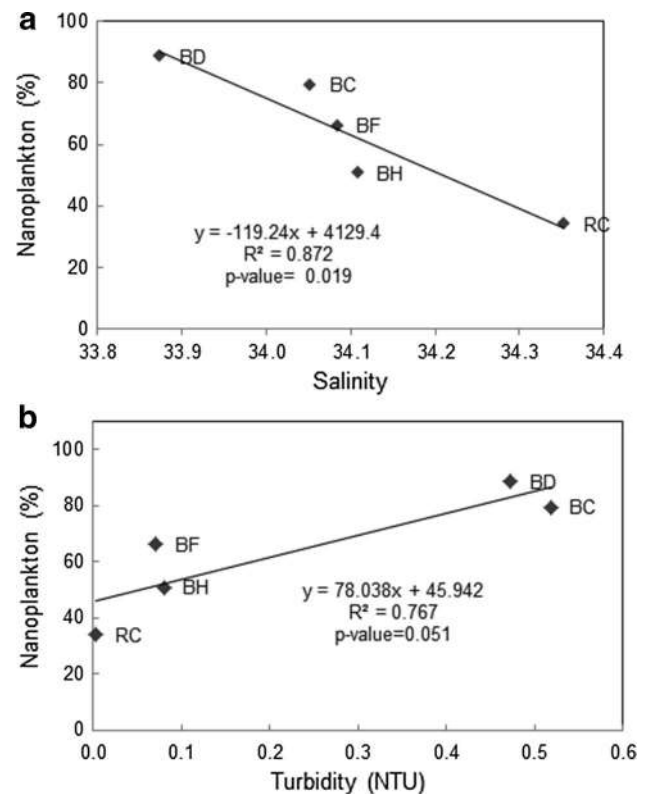 a
100
80
60
40
20
0
Nanoplankton (%)
BD
BC
BF
BH
RC
y = -119.24x + 4129.4
R² = 0.872
p-value= 0.019
33.8 33.9 34.0 34.1 34.2 34.3 34.4
Salinity
b
100
80
60
40
20
0
Nanoplankton (%)
BD
BC
BF
BH
RC
y = 78.038x + 45.942
R² = 0.767
p-value=0.051
0.0 0.1 0.2 0.3 0.4 0.5 0.6
Turbidity (NTU)